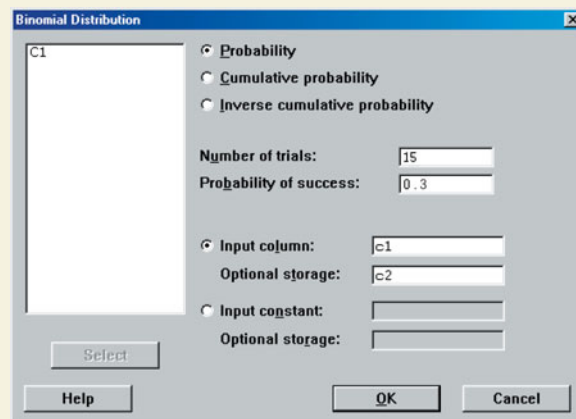 Binomial Distribution
C1
Probability
Cumulative probability
Inverse cumulative probability
Number of trials: 15
Probability of success: 0.3
Input column: c1
Optional storage: c2
Input constant:
Optional storage:
Select
Help
OK
Cancel